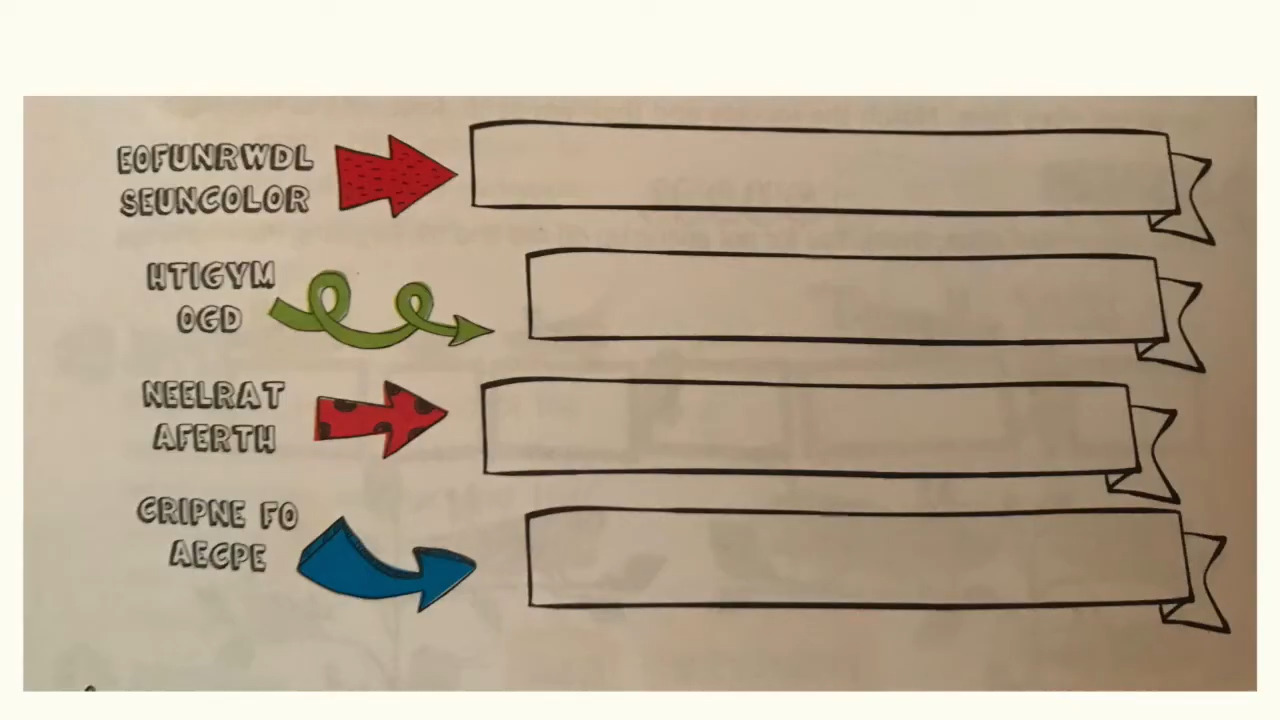 EOFUNRWDL
SEUNCOLOR
HTIGYM
OGD
NEELRAT
AFERTH
CRIPNE FO
AECPE